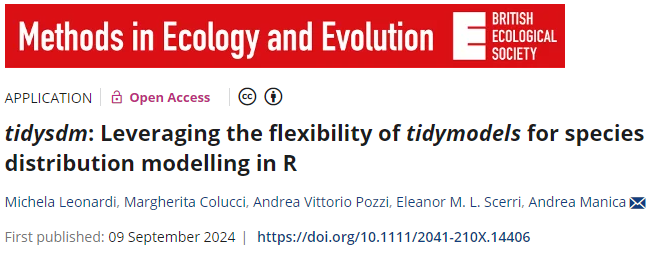 Methods in Ecology and Evolution
BRITISH
ECOLOGICAL
SOCIETY
APPLICATION
Open Access
cc
tidysdm: Leveraging the flexibility of tidymodels for species
distribution modelling in R
Michela Leonardi, Margherita Colucci, Andrea Vittorio Pozzi, Eleanor M. L. Scerri, Andrea Manica
First published: 09 September 2024 | https://doi.org/10.1111/2041-210X.14406